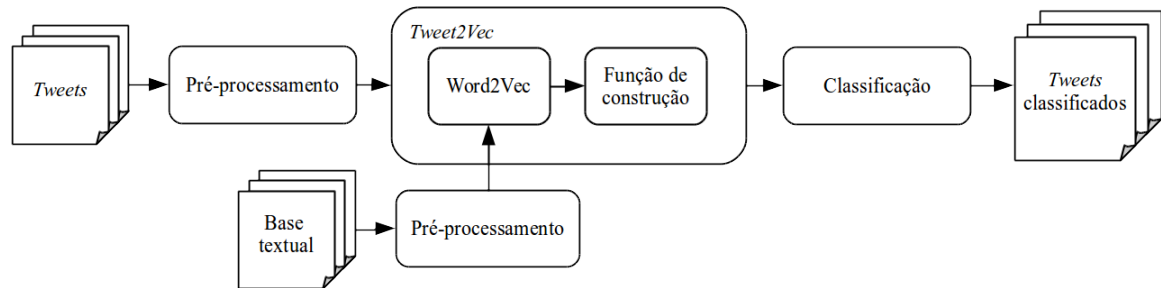 Tweets
Pré-processamento
Tweet2Vec
Word2Vec
Função de
construção
Classificação
Tweets
classificados
Base
textual
Pré-processamento